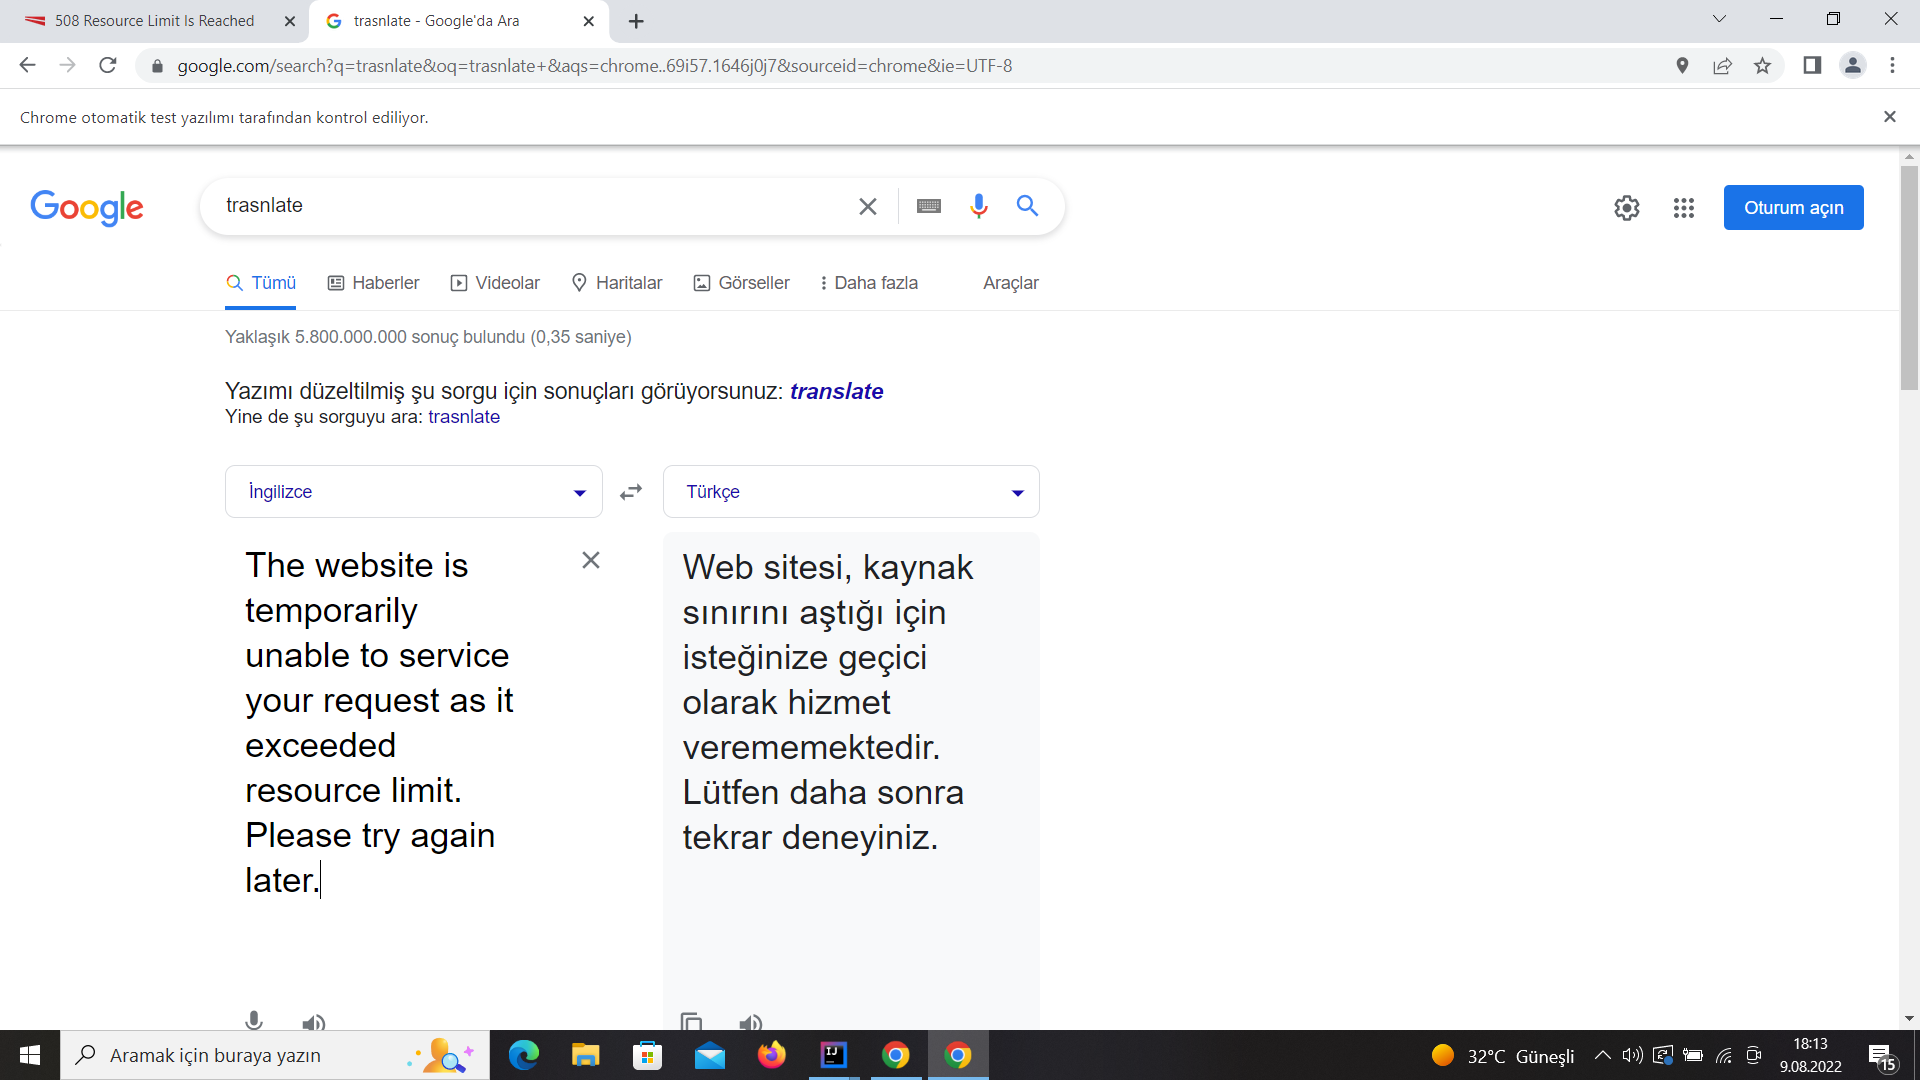 508 Resource Limit Is Reached
trasnlate - Google'da Ara
google.com/search?q=trasnlate&oq=trasnlate+&aqs=chrome..69i57.1646j0j7&sourceid=chrome&ie=UTF-8
Chrome otomatik test yazılımı tarafından kontrol ediliyor.
Google
trasnlate
Oturum açın
Tümü
Haberler
Videolar
Haritalar
Görseller
Daha fazla
Araçlar
Yaklaşık 5.800.000.000 sonuç bulundu (0,35 saniye)
Yazımı düzeltilmiş şu sorgu için sonuçları görüyorsunuz: translate
Yine de şu sorguyu ara: trasnlate
İngilizce
Türkçe
The website is
temporarily
unable to service
your request as it
exceeded
resource limit.
Please try again
later.
Web sitesi, kaynak
sınırını aştığı için
isteğinize geçici
olarak hizmet
verememektedir.
Lütfen daha sonra
tekrar deneyiniz.
Aramak için buraya yazın
IJ
32°C Güneşli
18:13
9.08.2022
15